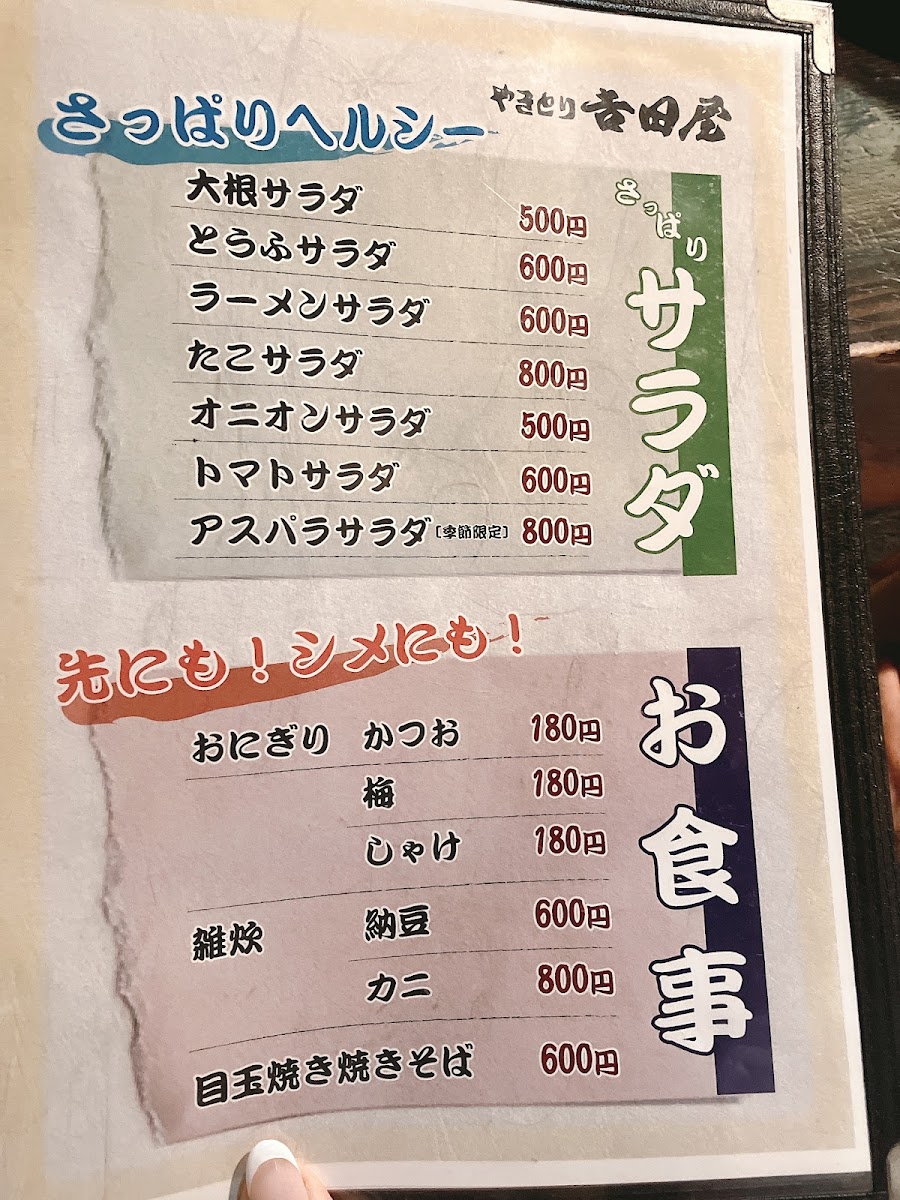 さっぱりヘルシー
やきとり 𠮷田屋
さっぱり
サラダ
大根サラダ 500円
とうふサラダ 600円
ラーメンサラダ 600円
たこサラダ 800円
オニオンサラダ 500円
トマトサラダ 600円
アスパラサラダ[季節限定] 800円
先にも!シメにも!
お食事
おにぎり かつお 180円
梅 180円
しゃけ 180円
雑炊 納豆 600円
カニ 800円
目玉焼き焼きそば 600円